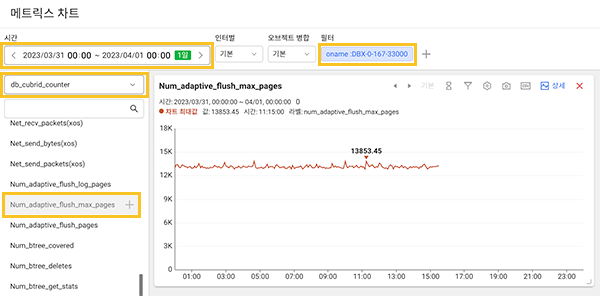 메트릭스 차트
시간 인터벌 오브젝트 병합 필터
2023/03/31 00:00 ~ 2023/04/01 00:00 1일 기본 기본 oname :DBX-0-167-33000
db_cubrid_counter
Net_recv_packets(xos)
Net_send_bytes(xos)
Net_send_packets(xos)
Num_adaptive_flush_log_pages
Num_adaptive_flush_max_pages
Num_adaptive_flush_pages
Num_btree_covered
Num_btree_deletes
Num_btree_get_stats
Num_adaptive_flush_max_pages 기본 상세
시간: 2023/03/31, 00:00:00 ~ 04/01, 00:00:00 0
차트 최대값 값: 13853.45 시간: 11:15:00 라벨: num_adaptive_flush_max_pages
18K
15K
12K
9K
6K
3K
0
13853.45
01:00 03:00 05:00 07:00 09:00 11:00 13:00 15:00 17:00 19:00 21:00 23:00